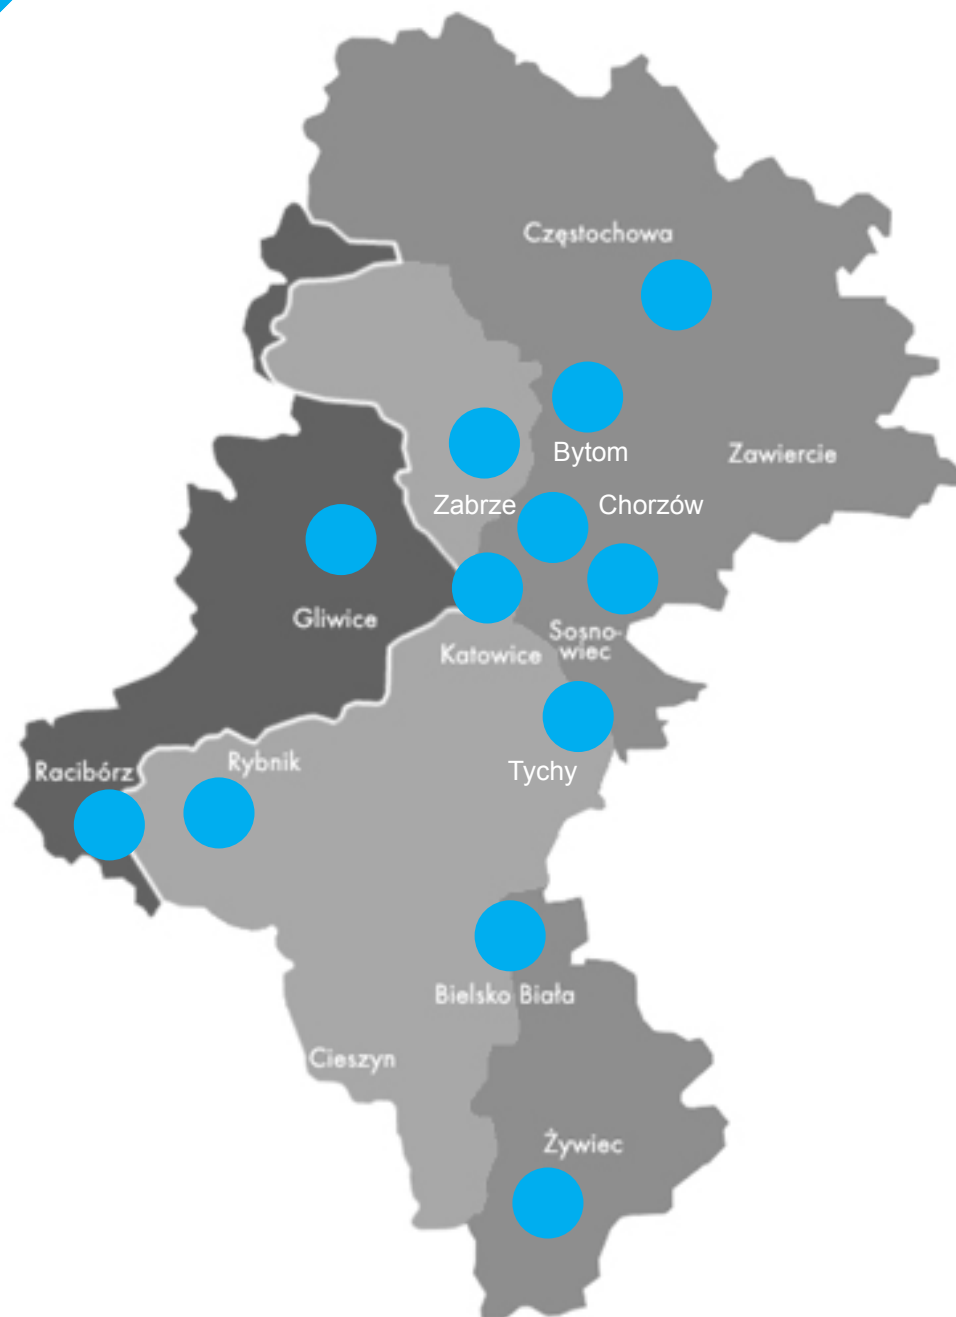 Częstochowa
Bytom
Zawiercie
Zabrze
Chorzów
Gliwice
Sosno-
wiec
Katowice
Rybnik
Racibórz
Tychy
Bielsko Biała
Cieszyn
Żywiec